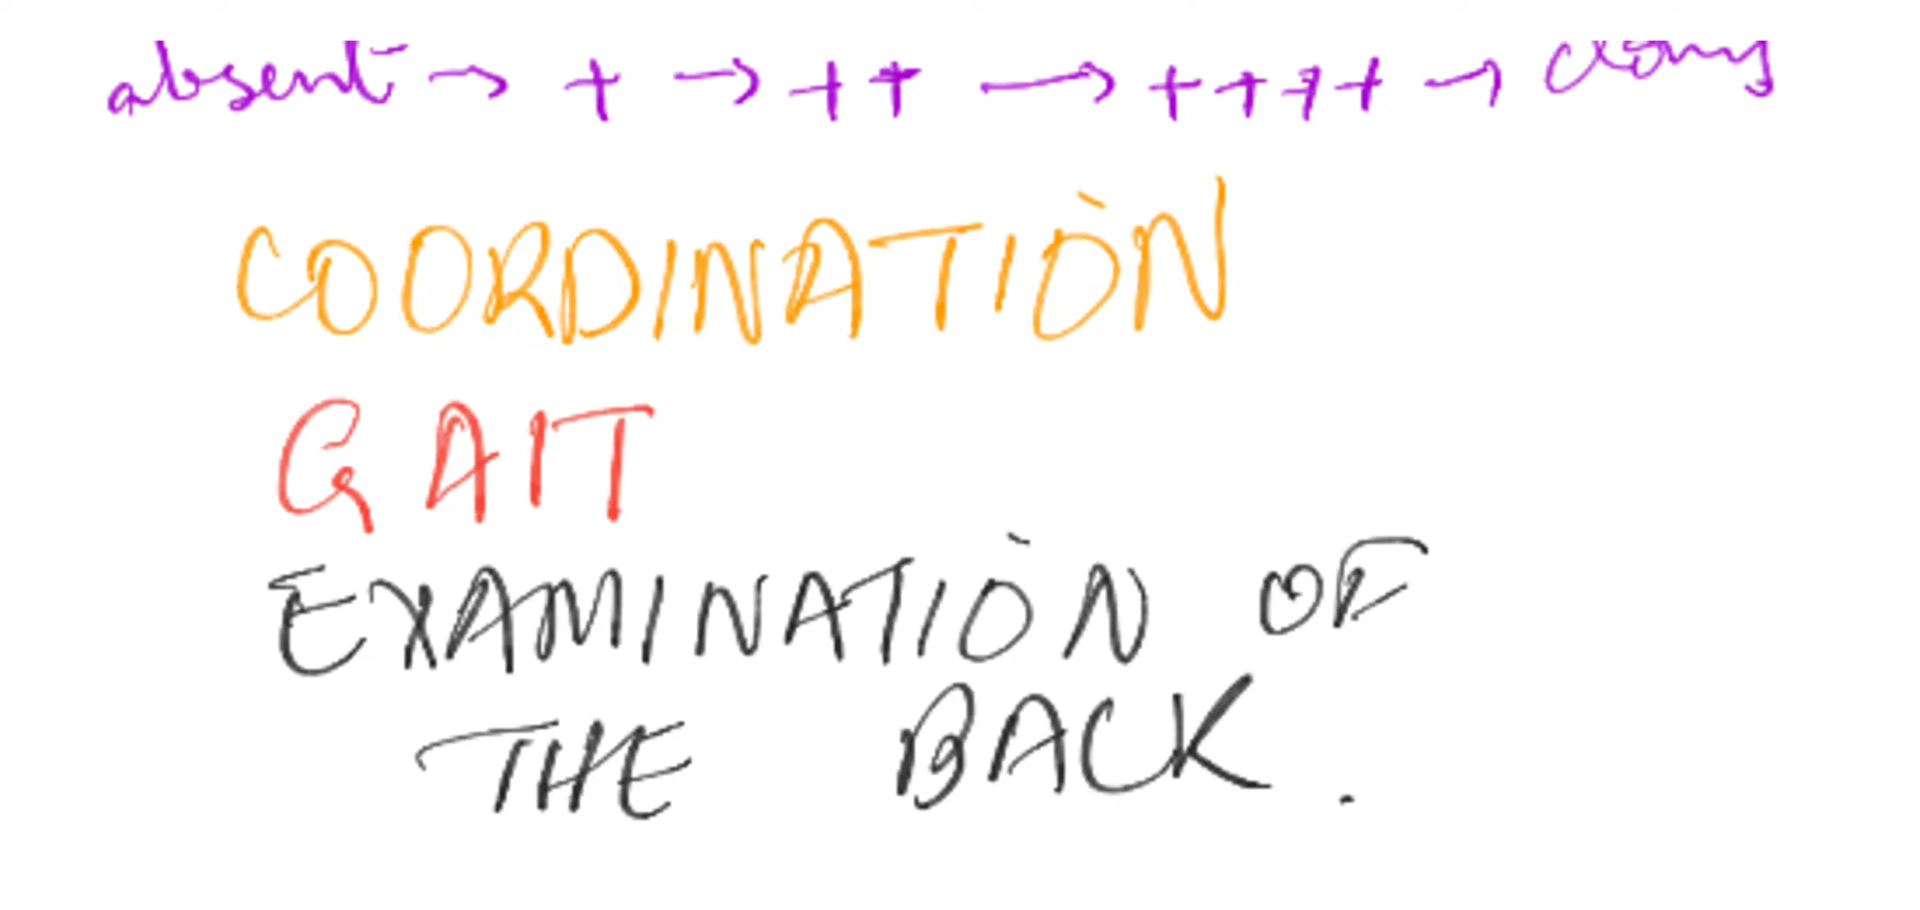 absent → + → ++ → ++++ → clonus
COORDINATION
GAIT
EXAMINATION OF
THE BACK.